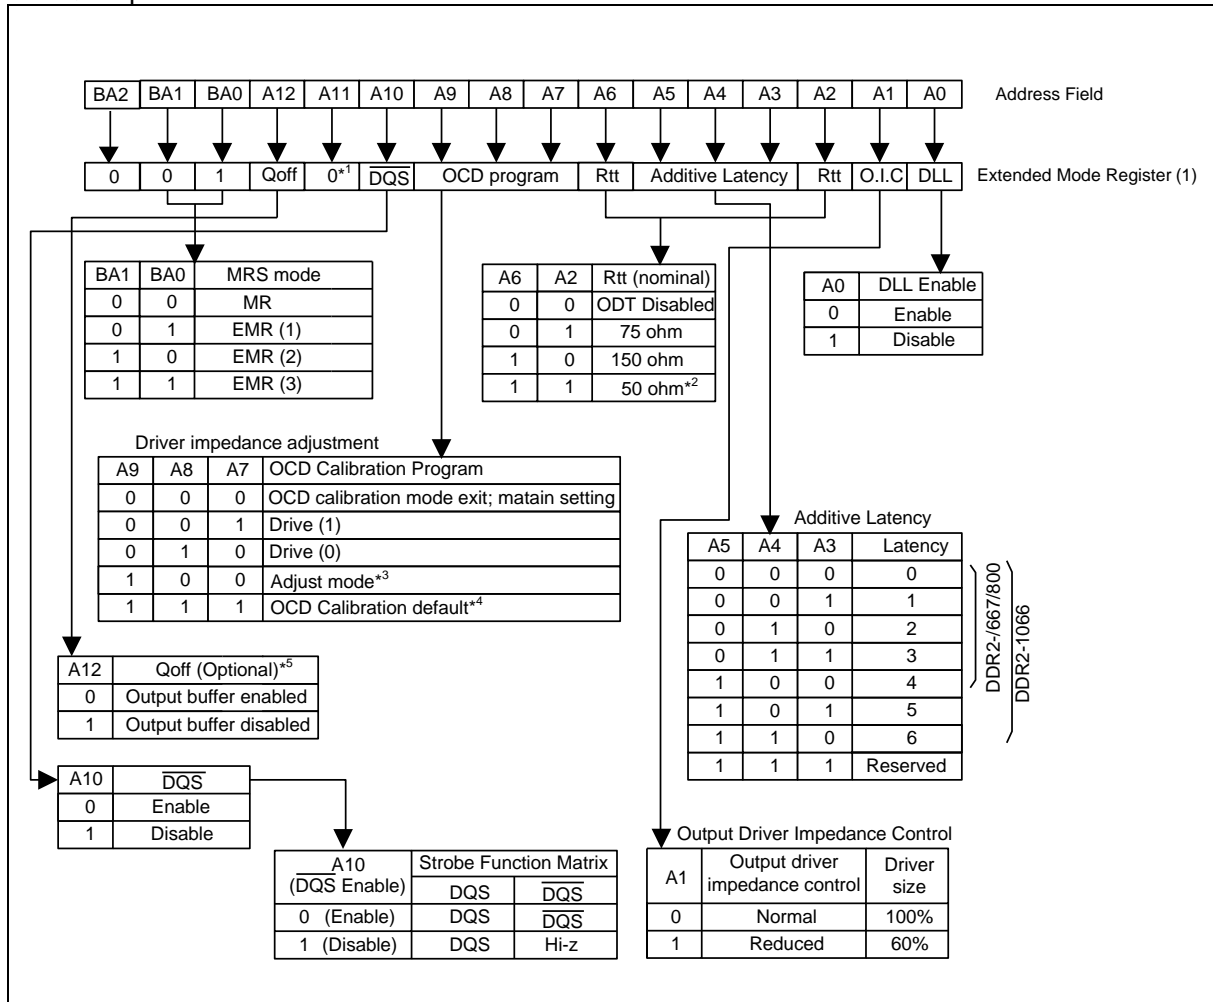 BA2 BA1 BA0 A12 A11 A10 A9 A8 A7 A6 A5 A4 A3 A2 A1 A0 Address Field
0 0 1 Qoff 0*1 DQS OCD program Rtt Additive Latency Rtt O.I.C DLL Extended Mode Register (1)
BA1 BA0 MRS mode
0 0 MR
0 1 EMR (1)
1 0 EMR (2)
1 1 EMR (3)
A6 A2 Rtt (nominal)
0 0 ODT Disabled
0 1 75 ohm
1 0 150 ohm
1 1 50 ohm*2
A0 DLL Enable
0 Enable
1 Disable
Driver impedance adjustment
A9 A8 A7 OCD Calibration Program
0 0 0 OCD calibration mode exit; matain setting
0 0 1 Drive (1)
0 1 0 Drive (0)
1 0 0 Adjust mode*3
1 1 1 OCD Calibration default*4
Additive Latency
A5 A4 A3 Latency
0 0 0 0
0 0 1 1
0 1 0 2
0 1 1 3
1 0 0 4
1 0 1 5
1 1 0 6
1 1 1 Reserved
DDR2-/667/800
DDR2-1066
A12 Qoff (Optional)*5
0 Output buffer enabled
1 Output buffer disabled
A10 DQS
0 Enable
1 Disable
A10 (DQS Enable) Strobe Function Matrix
DQS DQS
0 (Enable) DQS DQS
1 (Disable) DQS Hi-z
Output Driver Impedance Control
A1 Output driver impedance control Driver size
0 Normal 100%
1 Reduced 60%